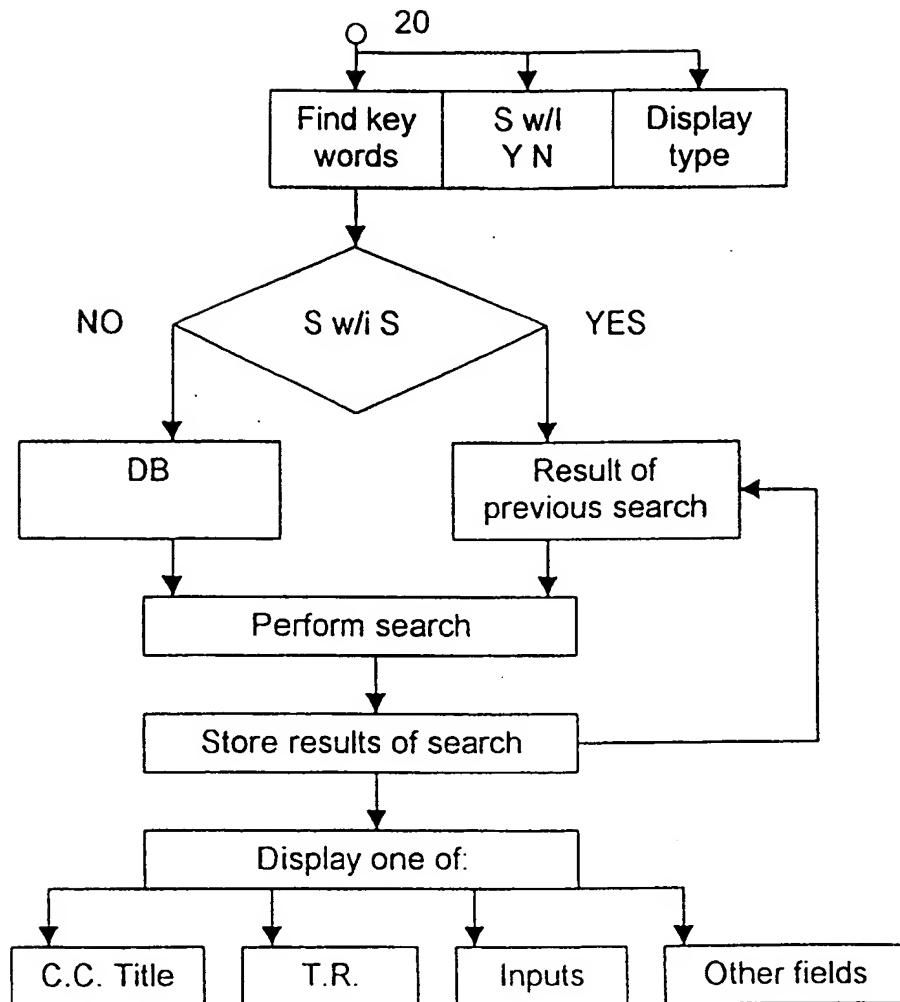 20
Find key
words
S w/I
Y N
Display
type
NO
S w/i S
YES
DB
Result of
previous search
Perform search
Store results of search
Display one of:
C.C. Title
T.R.
Inputs
Other fields